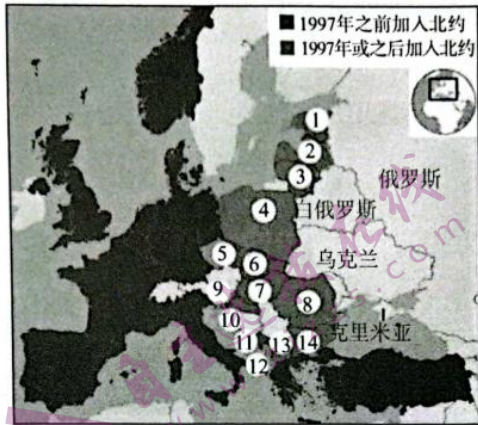 1997年之前加入北约
1997年或之后加入北约
①
②
③
俄罗斯
④
白俄罗斯
乌克兰
⑤
⑥
⑨
⑦
⑧
⑩
克里米亚
⑪
⑬
⑭
⑫